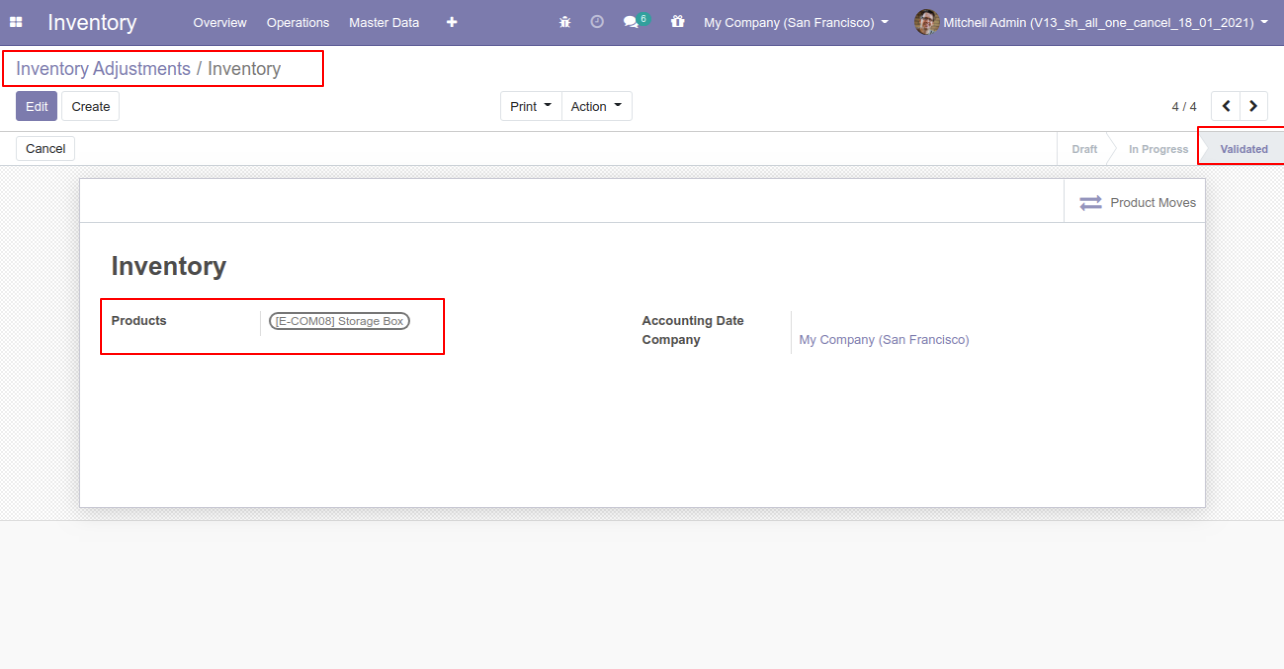 Inventory Overview Operations Master Data 6 My Company (San Francisco) Mitchell Admin (V13_sh_all_one_cancel_18_01_2021)
Inventory Adjustments / Inventory
Edit Create Print Action 4 / 4
Cancel Draft In Progress Validated
Product Moves
Inventory
Products [E-COM08] Storage Box Accounting Date
Company My Company (San Francisco)